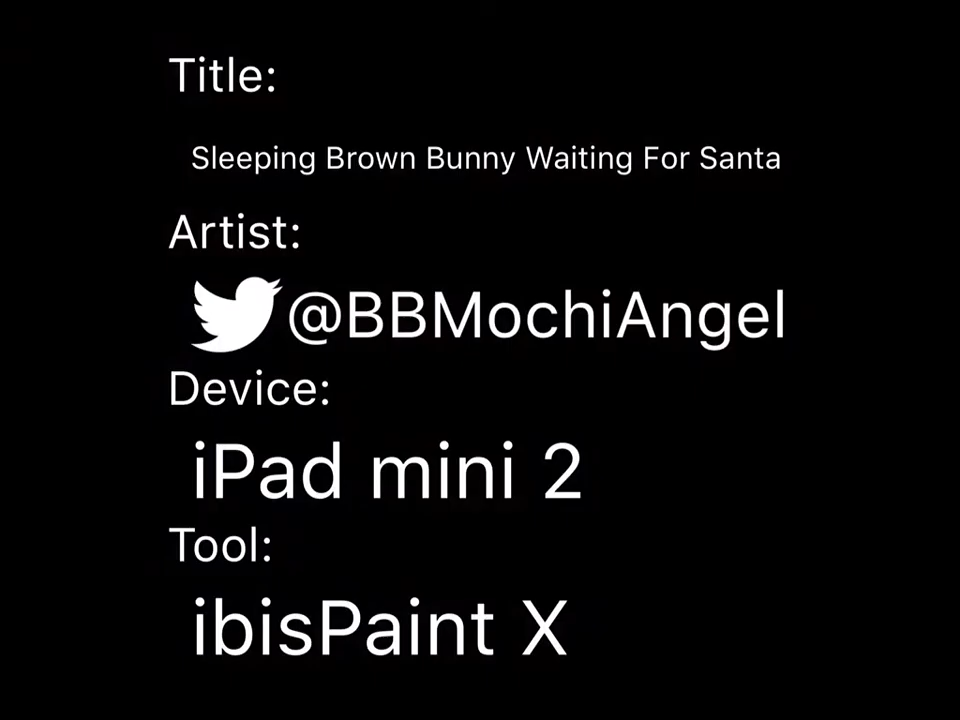 Title:
Sleeping Brown Bunny Waiting For Santa
Artist:
@BBMochiAngel
Device:
iPad mini 2
Tool:
ibisPaint X